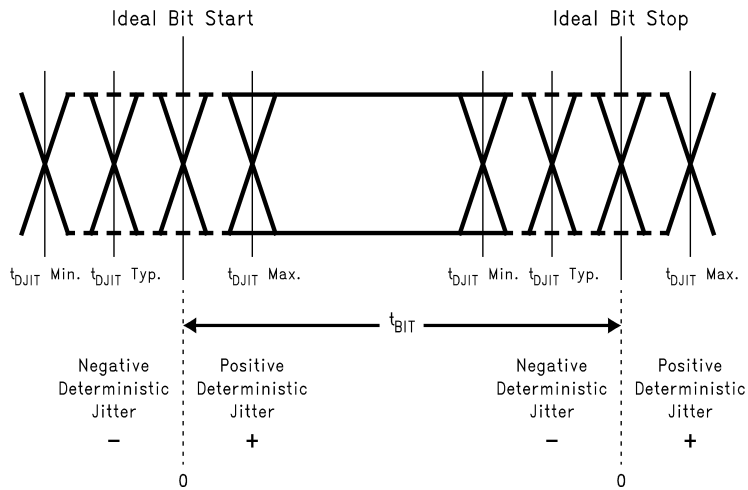 Ideal Bit Start Ideal Bit Stop
tDJIT Min. tDJIT Typ. tDJIT Max. tDJIT Min. tDJIT Typ. tDJIT Max.
tBIT
Negative Positive Negative Positive
Deterministic Deterministic Deterministic Deterministic
Jitter Jitter Jitter Jitter
− + − +
0 0